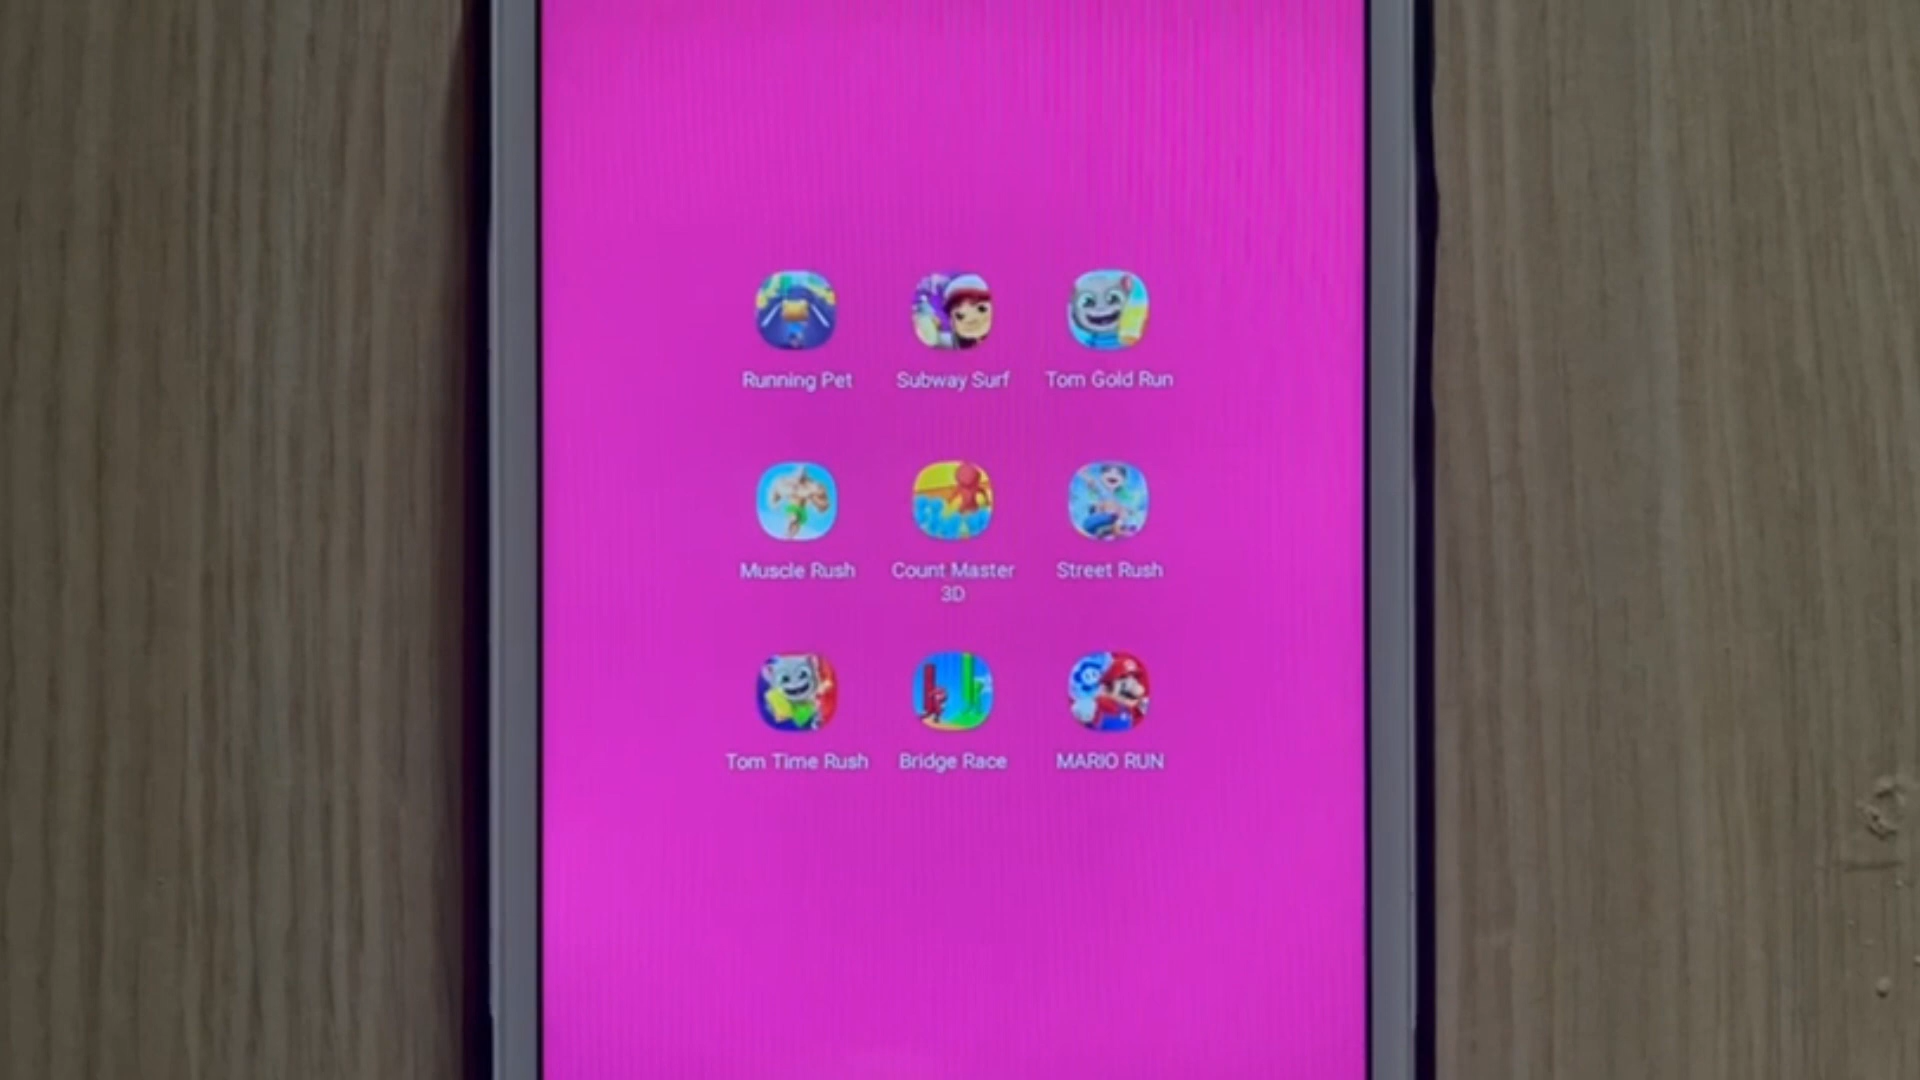 Running Pet
Subway Surf
Tom Gold Run
Muscle Rush
Count Master
3D
Street Rush
Tom Time Rush
Bridge Race
MARIO RUN